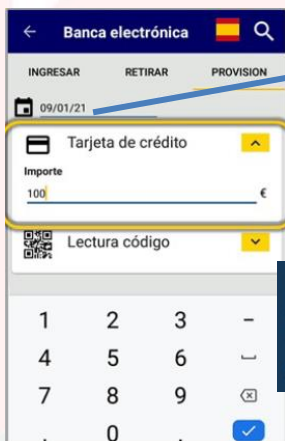 Banca electrónica
INGRESAR RETIRAR PROVISION
09/01/21
Tarjeta de crédito
Importe
100 €
Lectura código
1 2 3 -
4 5 6
7 8 9
. 0 .